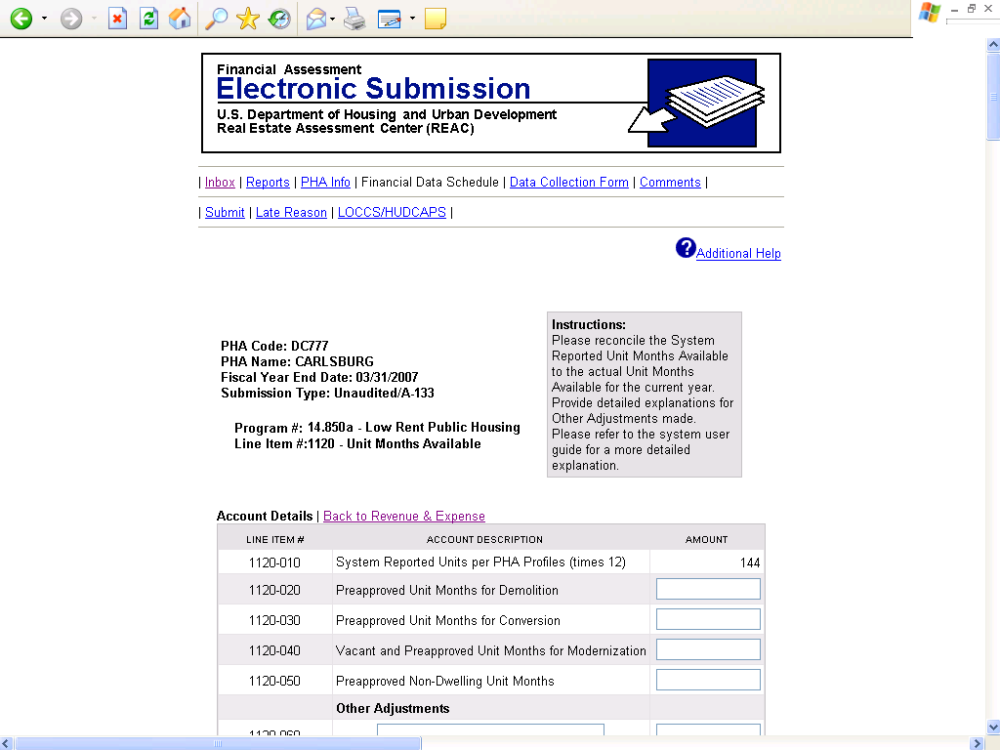 Financial Assessment
Electronic Submission
U.S. Department of Housing and Urban Development
Real Estate Assessment Center (REAC)
| Inbox | Reports | PHA Info | Financial Data Schedule | Data Collection Form | Comments |
| Submit | Late Reason | LOCCS/HUDCAPS |
? Additional Help
PHA Code: DC777
PHA Name: CARLSBURG
Fiscal Year End Date: 03/31/2007
Submission Type: Unaudited/A-133
Program #: 14.850a - Low Rent Public Housing
Line Item #:1120 - Unit Months Available
Instructions:
Please reconcile the System
Reported Unit Months Available
to the actual Unit Months
Available for the current year.
Provide detailed explanations for
Other Adjustments made.
Please refer to the system user
guide for a more detailed
explanation.
Account Details | Back to Revenue & Expense
LINE ITEM # ACCOUNT DESCRIPTION AMOUNT
1120-010 System Reported Units per PHA Profiles (times 12) 144
1120-020 Preapproved Unit Months for Demolition
1120-030 Preapproved Unit Months for Conversion
1120-040 Vacant and Preapproved Unit Months for Modernization
1120-050 Preapproved Non-Dwelling Unit Months
Other Adjustments
1120-060